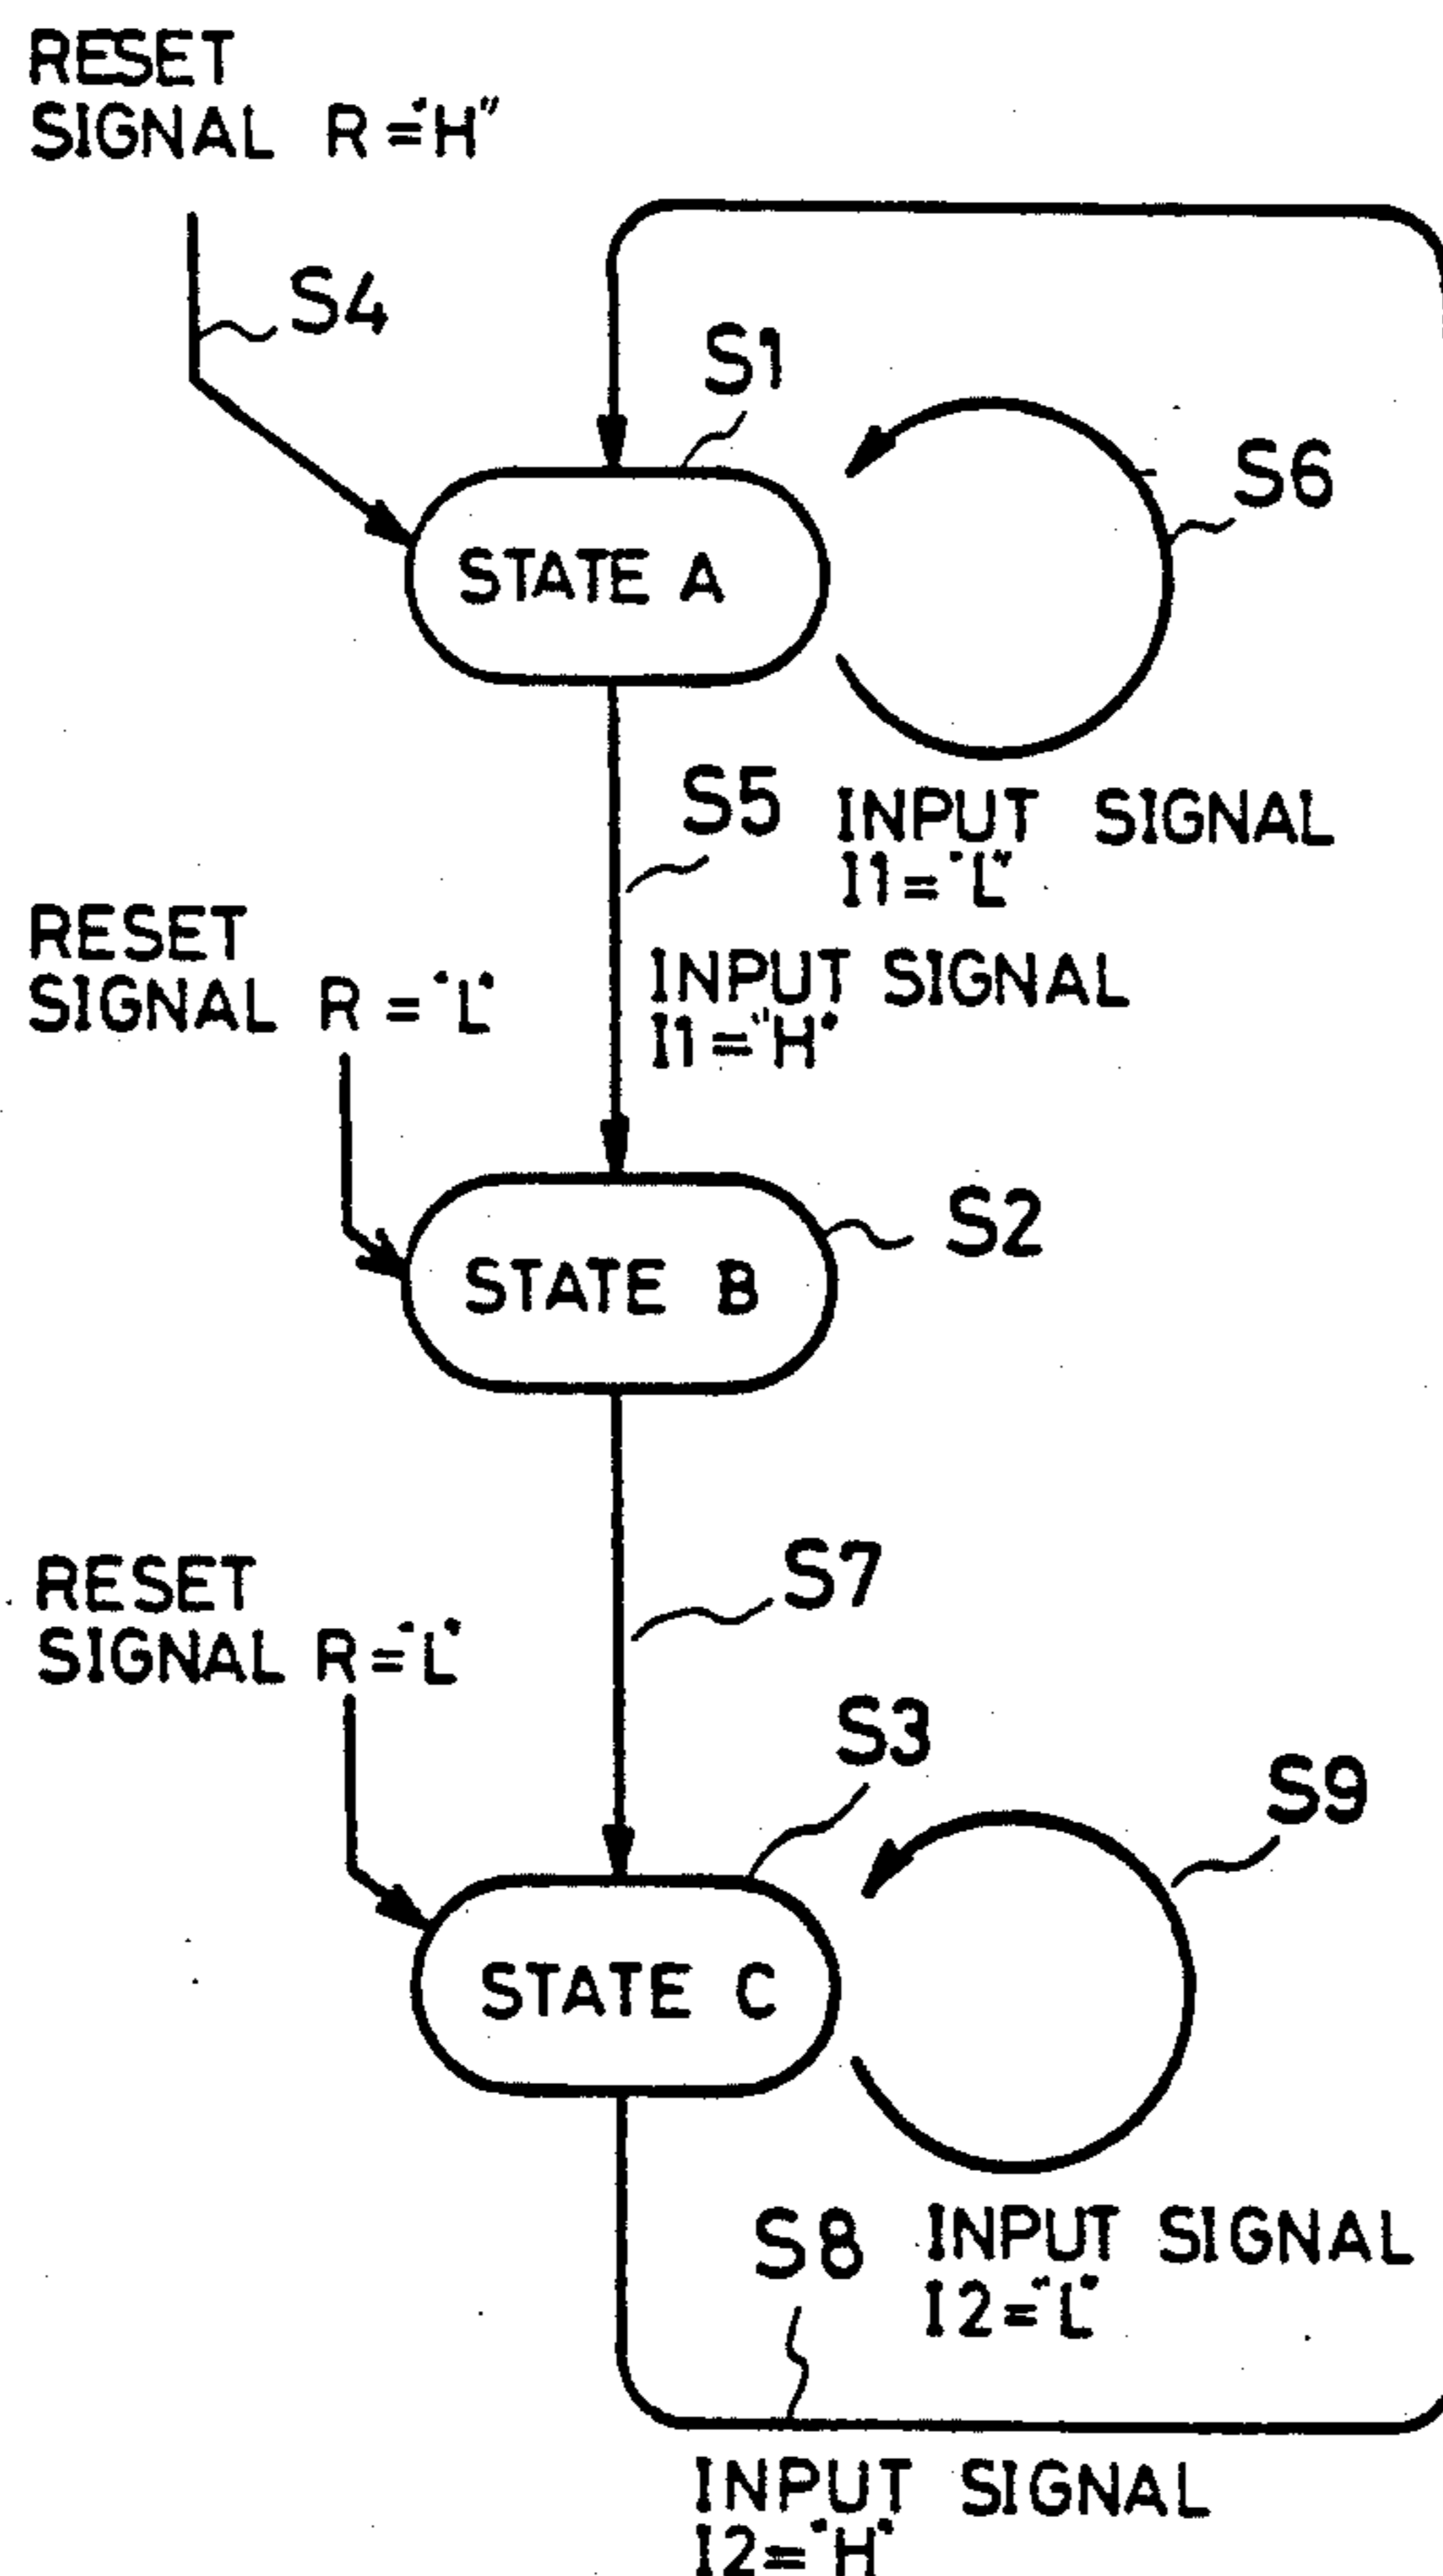 RESET
SIGNAL R = "H"
S4
S1
S6
STATE A
S5
INPUT SIGNAL
I1 = "L"
RESET
SIGNAL R = "L"
INPUT SIGNAL
I1 = "H"
S2
STATE B
S7
RESET
SIGNAL R = "L"
S3
S9
STATE C
S8
INPUT SIGNAL
I2 = "L"
INPUT SIGNAL
I2 = "H"